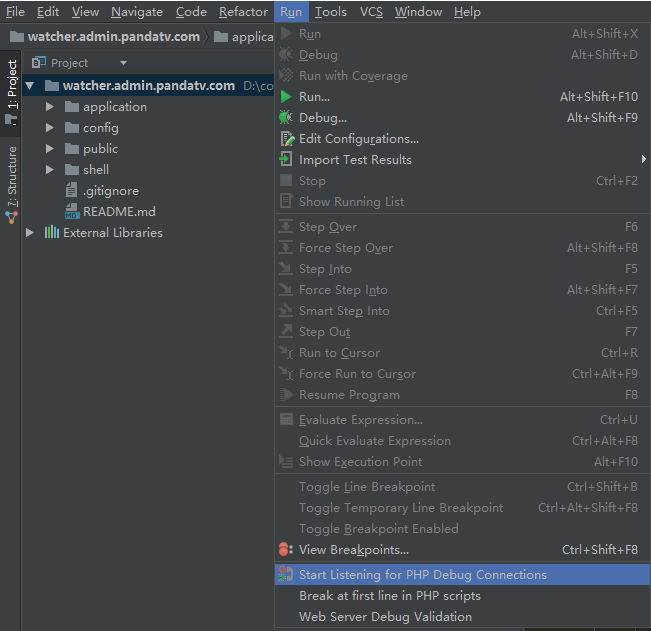 File Edit View Navigate Code Refactor Run Tools VCS Window Help
watcher.admin.pandatv.com applica
1: Project
7: Structure
Project
watcher.admin.pandatv.com D:\co
application
config
public
shell
.gitignore
README.md
External Libraries
Run Alt+Shift+X
Debug Alt+Shift+D
Run with Coverage
Run... Alt+Shift+F10
Debug... Alt+Shift+F9
Edit Configurations...
Import Test Results
Stop Ctrl+F2
Show Running List
Step Over F6
Force Step Over Alt+Shift+F8
Step Into F5
Force Step Into Alt+Shift+F7
Smart Step Into Ctrl+F5
Step Out F7
Run to Cursor Ctrl+R
Force Run to Cursor Ctrl+Alt+F9
Resume Program F8
Evaluate Expression... Ctrl+U
Quick Evaluate Expression Ctrl+Alt+F8
Show Execution Point Alt+F10
Toggle Line Breakpoint Ctrl+Shift+B
Toggle Temporary Line Breakpoint Ctrl+Alt+Shift+F8
Toggle Breakpoint Enabled
View Breakpoints... Ctrl+Shift+F8
Start Listening for PHP Debug Connections
Break at first line in PHP scripts
Web Server Debug Validation